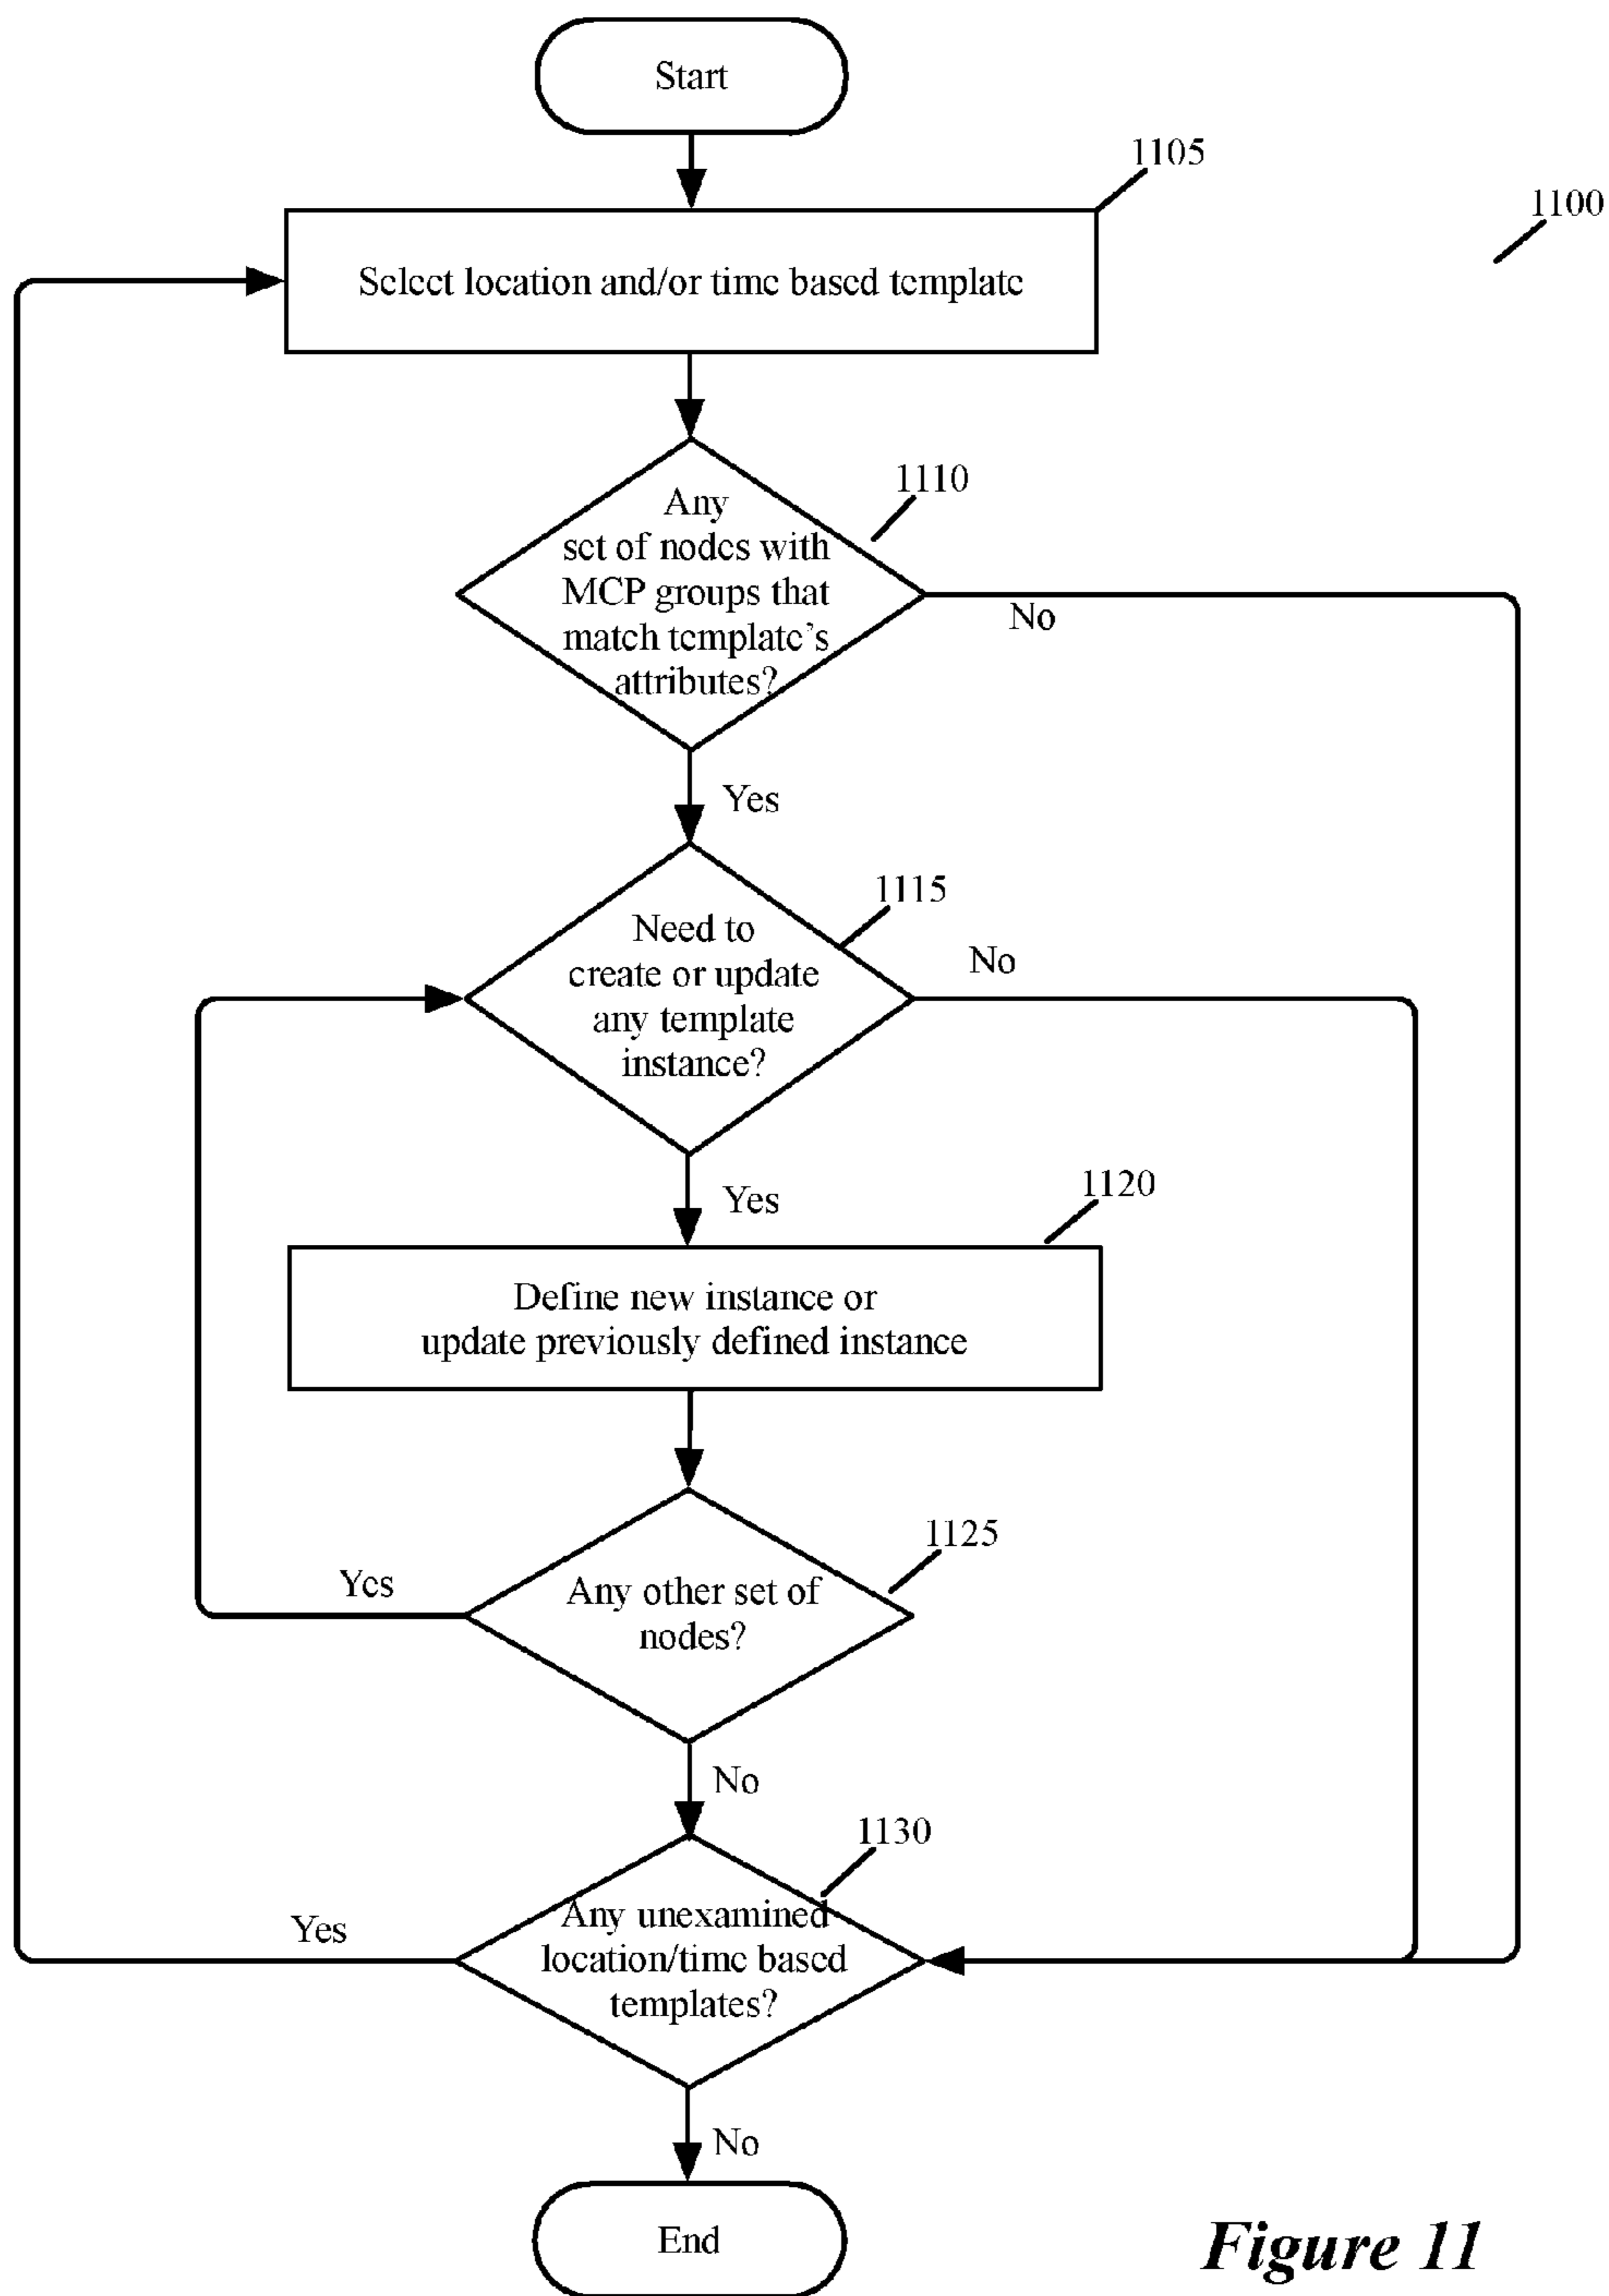 Start
1105
1100
Select location and/or time based template
1110
Any
set of nodes with
MCP groups that
match template's
attributes?
No
Yes
1115
Need to
create or update
any template
instance?
No
Yes
1120
Define new instance or
update previously defined instance
1125
Any other set of
nodes?
Yes
No
1130
Any unexamined
location/time based
templates?
Yes
No
End
Figure 11